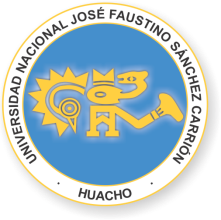 UNIVERSIDAD NACIONAL JOSÉ FAUSTINO SÁNCHEZ CARRIÓN
· HUACHO ·